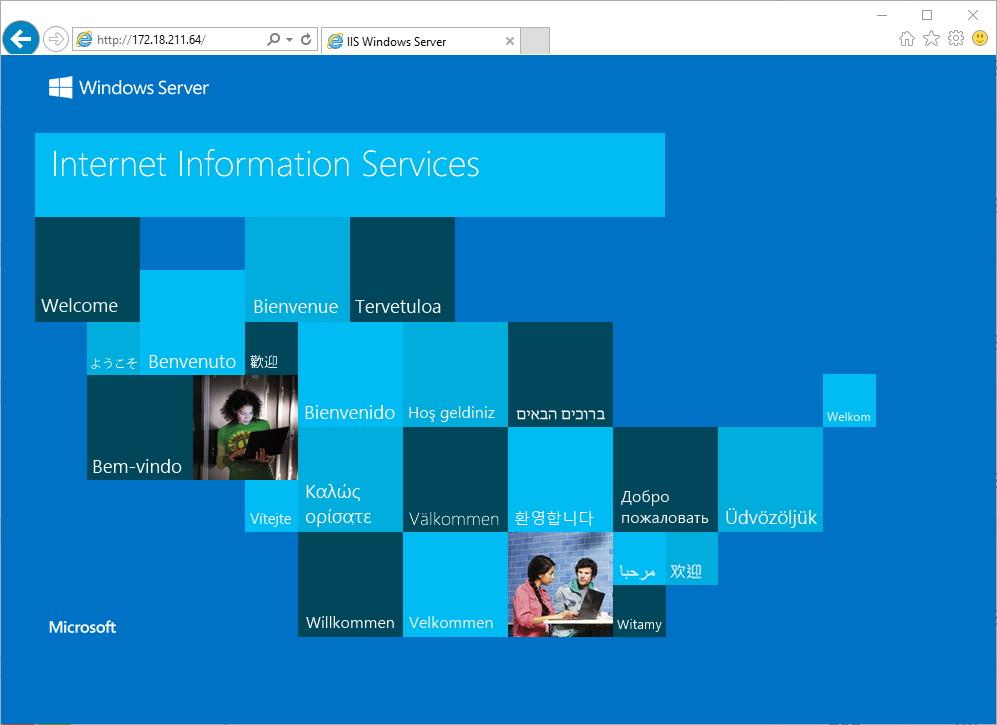 http://172.18.211.64/
IIS Windows Server
Windows Server
Internet Information Services
Welcome
Bienvenue
Tervetuloa
ようこそ
Benvenuto
歡迎
Bienvenido
Hoş geldiniz
ברוכים הבאים
Welkom
Bem-vindo
Vítejte
Καλώς
ορίσατε
Välkommen
환영합니다
Добро
пожаловать
Üdvözöljük
Willkommen
Velkommen
مرحبا
欢迎
Witamy
Microsoft